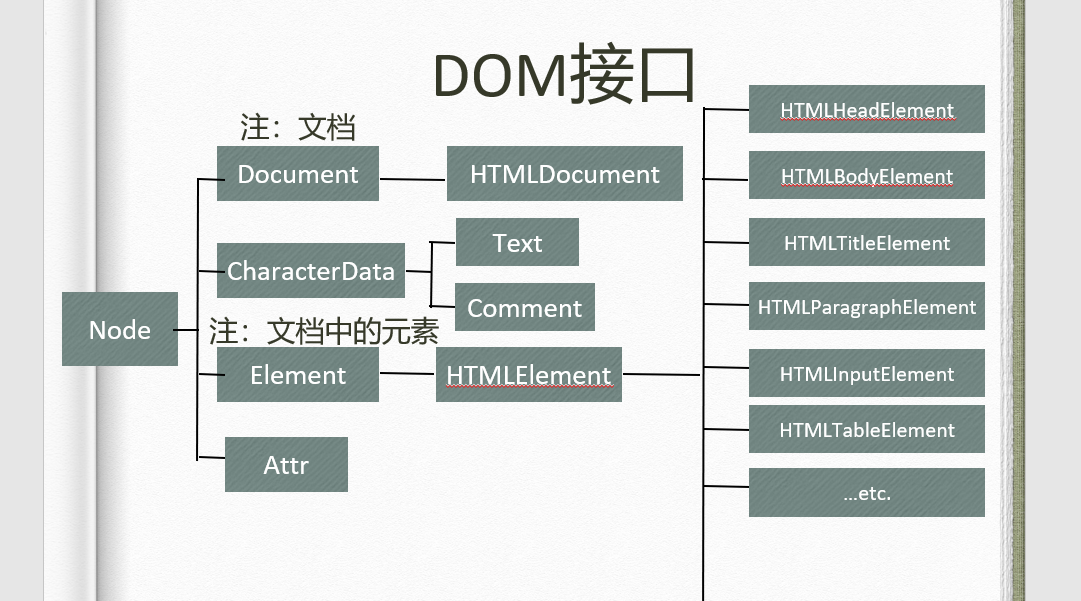 DOM接口
注：文档
Document
HTMLDocument
CharacterData
Text
Comment
Node
注：文档中的元素
Element
HTMLElement
Attr
HTMLHeadElement
HTMLBodyElement
HTMLTitleElement
HTMLParagraphElement
HTMLInputElement
HTMLTableElement
...etc.